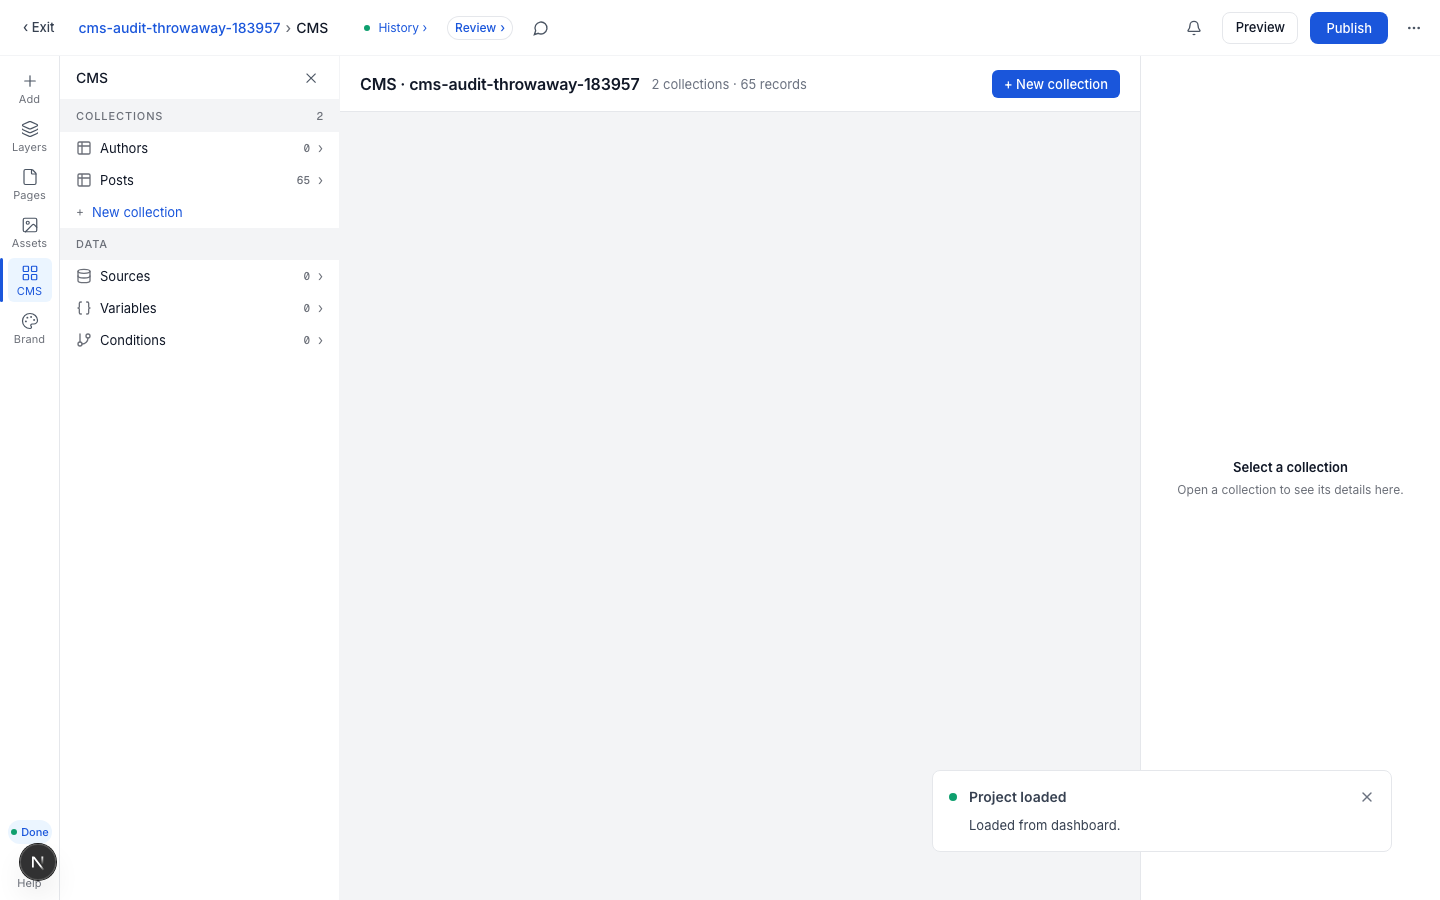 ‹ Exit
cms-audit-throwaway-183957 › CMS
History ›
Review ›
Preview
Publish
Add
Layers
Pages
Assets
CMS
Brand
Done
N
Help
CMS
COLLECTIONS 2
Authors 0 ›
Posts 65 ›
+ New collection
DATA
Sources 0 ›
Variables 0 ›
Conditions 0 ›
CMS · cms-audit-throwaway-183957 2 collections · 65 records
+ New collection
Select a collection
Open a collection to see its details here.
Project loaded
Loaded from dashboard.